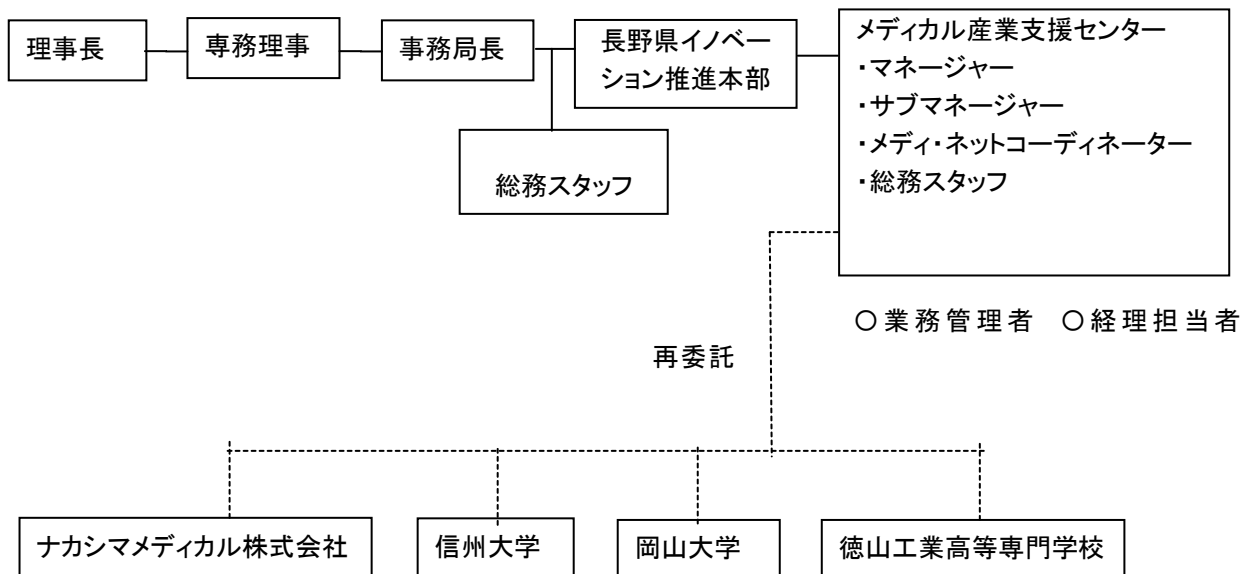 理事長
専務理事
事務局長
長野県イノベー
ション推進本部
メディカル産業支援センター
・マネージャー
・サブマネージャー
・メディ・ネットコーディネーター
・総務スタッフ
総務スタッフ
〇業務管理者 〇経理担当者
再委託
ナカシマメディカル株式会社
信州大学
岡山大学
徳山工業高等専門学校